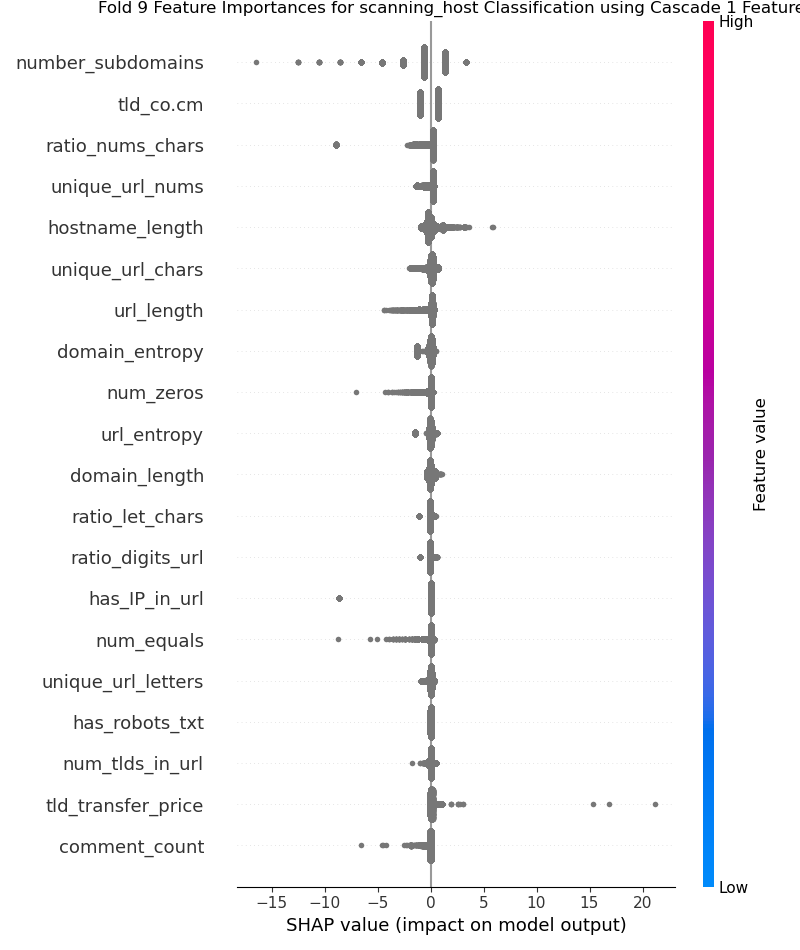 Fold 9 Feature Importances for scanning_host Classification using Cascade 1 Feature
High
number_subdomains
tld_co.cm
ratio_nums_chars
unique_url_nums
hostname_length
unique_url_chars
url_length
domain_entropy
num_zeros
url_entropy
domain_length
ratio_let_chars
ratio_digits_url
has_IP_in_url
num_equals
unique_url_letters
has_robots_txt
num_tlds_in_url
tld_transfer_price
comment_count
Feature value
Low
−15 −10 −5 0 5 10 15 20
SHAP value (impact on model output)